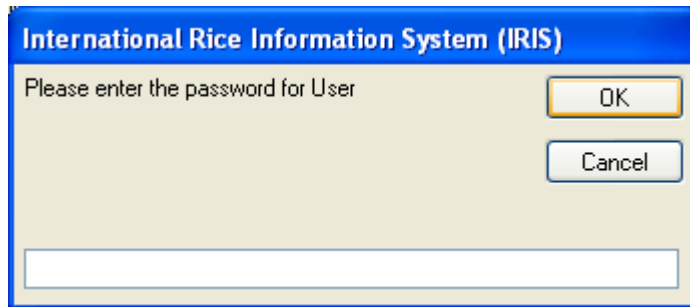 International Rice Information System (IRIS)
Please enter the password for User
OK
Cancel